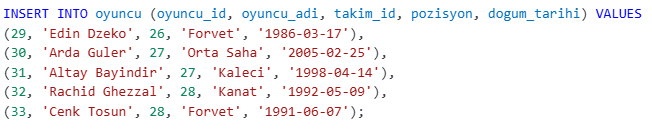 INSERT INTO oyuncu (oyuncu_id, oyuncu_adi, takim_id, pozisyon, dogum_tarihi) VALUES
(29, 'Edin Dzeko', 26, 'Forvet', '1986-03-17'),
(30, 'Arda Guler', 27, 'Orta Saha', '2005-02-25'),
(31, 'Altay Bayindir', 27, 'Kaleci', '1998-04-14'),
(32, 'Rachid Ghezzal', 28, 'Kanat', '1992-05-09'),
(33, 'Cenk Tosun', 28, 'Forvet', '1991-06-07');